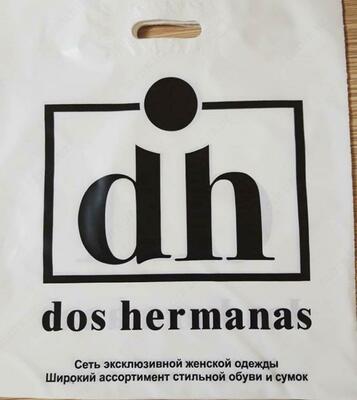 dh
dos hermanas
Сеть эксклюзивной женской одежды
Широкий ассортимент стильной обуви и сумок